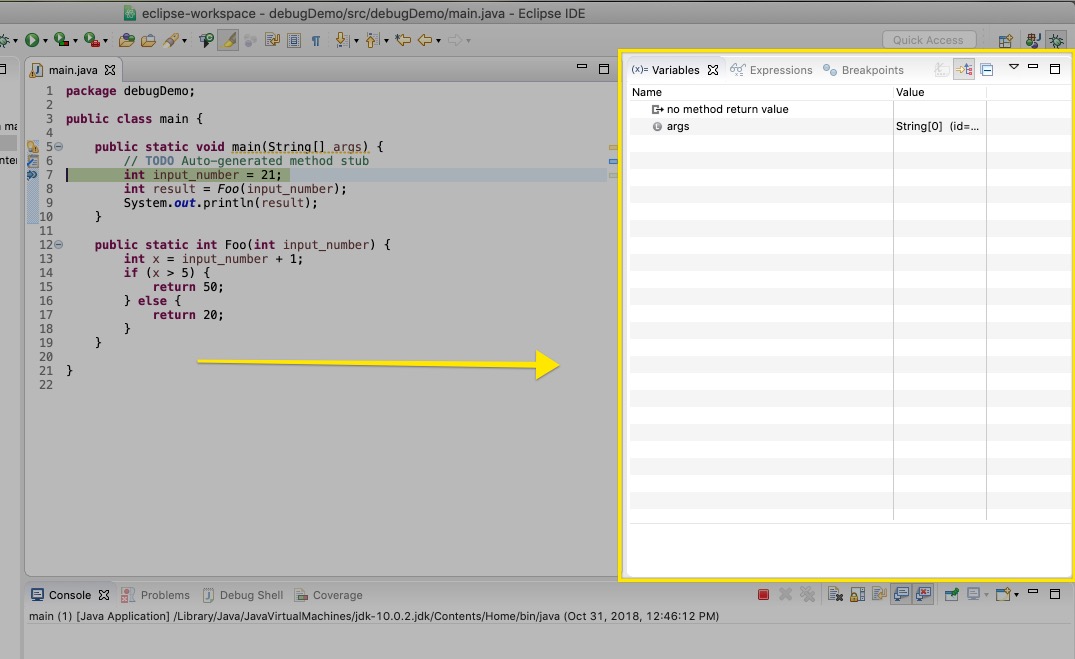 eclipse-workspace - debugDemo/src/debugDemo/main.java - Eclipse IDE
Quick Access
main.java
1 package debugDemo;
2
3 public class main {
4
5 public static void main(String[] args) {
6 // TODO Auto-generated method stub
7 int input_number = 21;
8 int result = Foo(input_number);
9 System.out.println(result);
10 }
11
12 public static int Foo(int input_number) {
13 int x = input_number + 1;
14 if (x > 5) {
15 return 50;
16 } else {
17 return 20;
18 }
19 }
20
21 }
22
(x)= Variables Expressions Breakpoints
Name Value
no method return value
args String[0] (id=...
Console Problems Debug Shell Coverage
main (1) [Java Application] /Library/Java/JavaVirtualMachines/jdk-10.0.2.jdk/Contents/Home/bin/java (Oct 31, 2018, 12:46:12 PM)